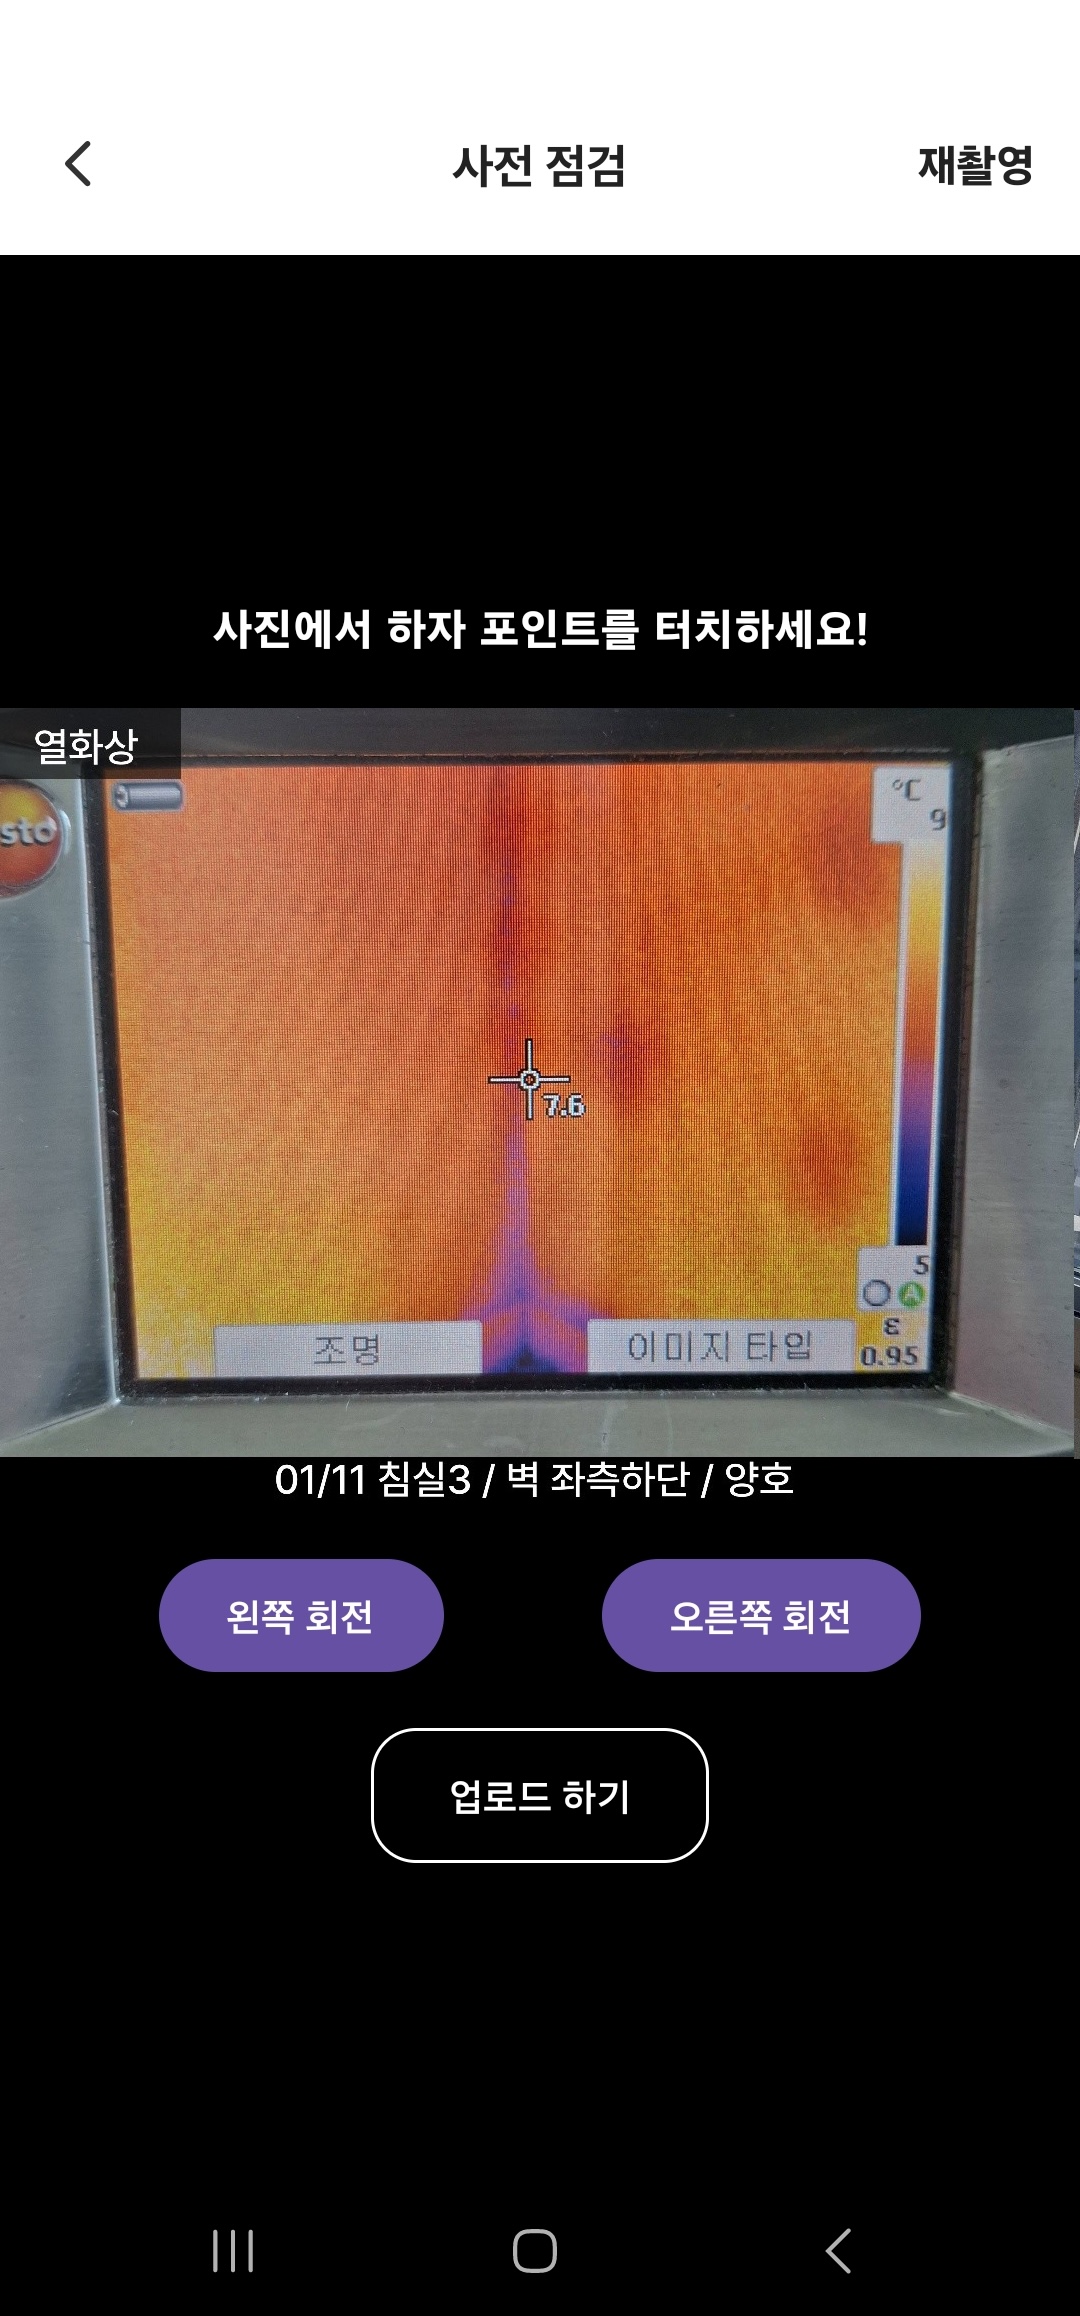 사전 점검
재촬영
사진에서 하자 포인트를 터치하세요!
열화상
sto
°C
9
7.6
5
A
ε
0.95
조명
이미지 타입
01/11 침실3 / 벽 좌측하단 / 양호
왼쪽 회전
오른쪽 회전
업로드 하기